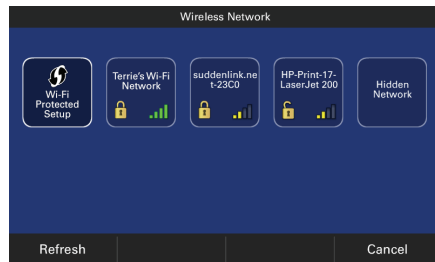 Wireless Network
Wi-Fi
Protected
Setup
Terrie's Wi-Fi
Network
suddenlink.ne
t-23C0
HP-Print-17-
LaserJet 200
Hidden
Network
Refresh
Cancel